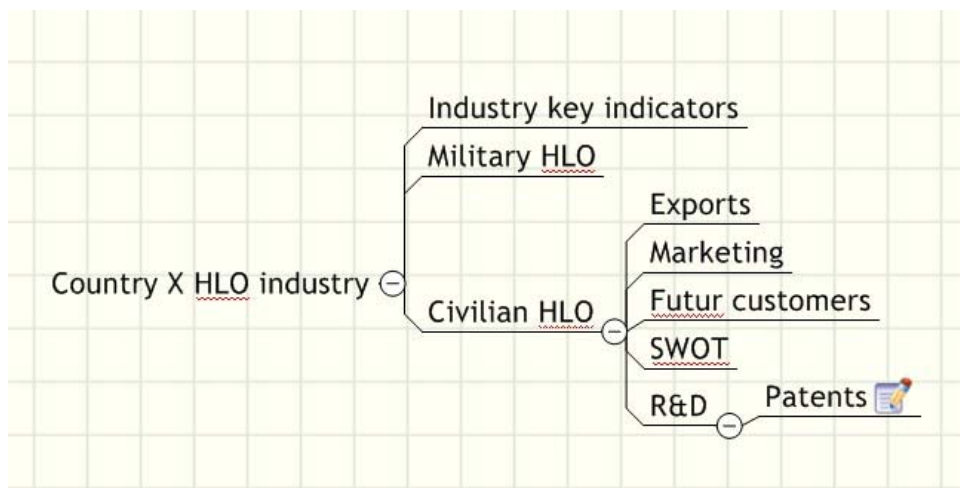 Industry key indicators
Military HLO
Country X HLO industry
Civilian HLO
Exports
Marketing
Futur customers
SWOT
R&D
Patents